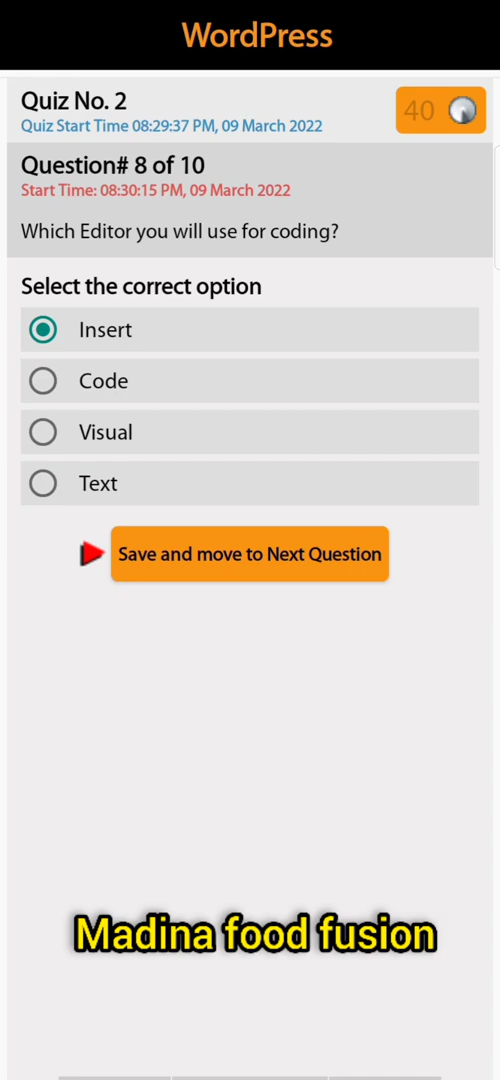 WordPress
Quiz No. 2
40
Quiz Start Time 08:29:37 PM, 09 March 2022
Question# 8 of 10
Start Time: 08:30:15 PM, 09 March 2022
Which Editor you will use for coding?
Select the correct option
Insert
Code
Visual
Text
Save and move to Next Question
Madina food fusion